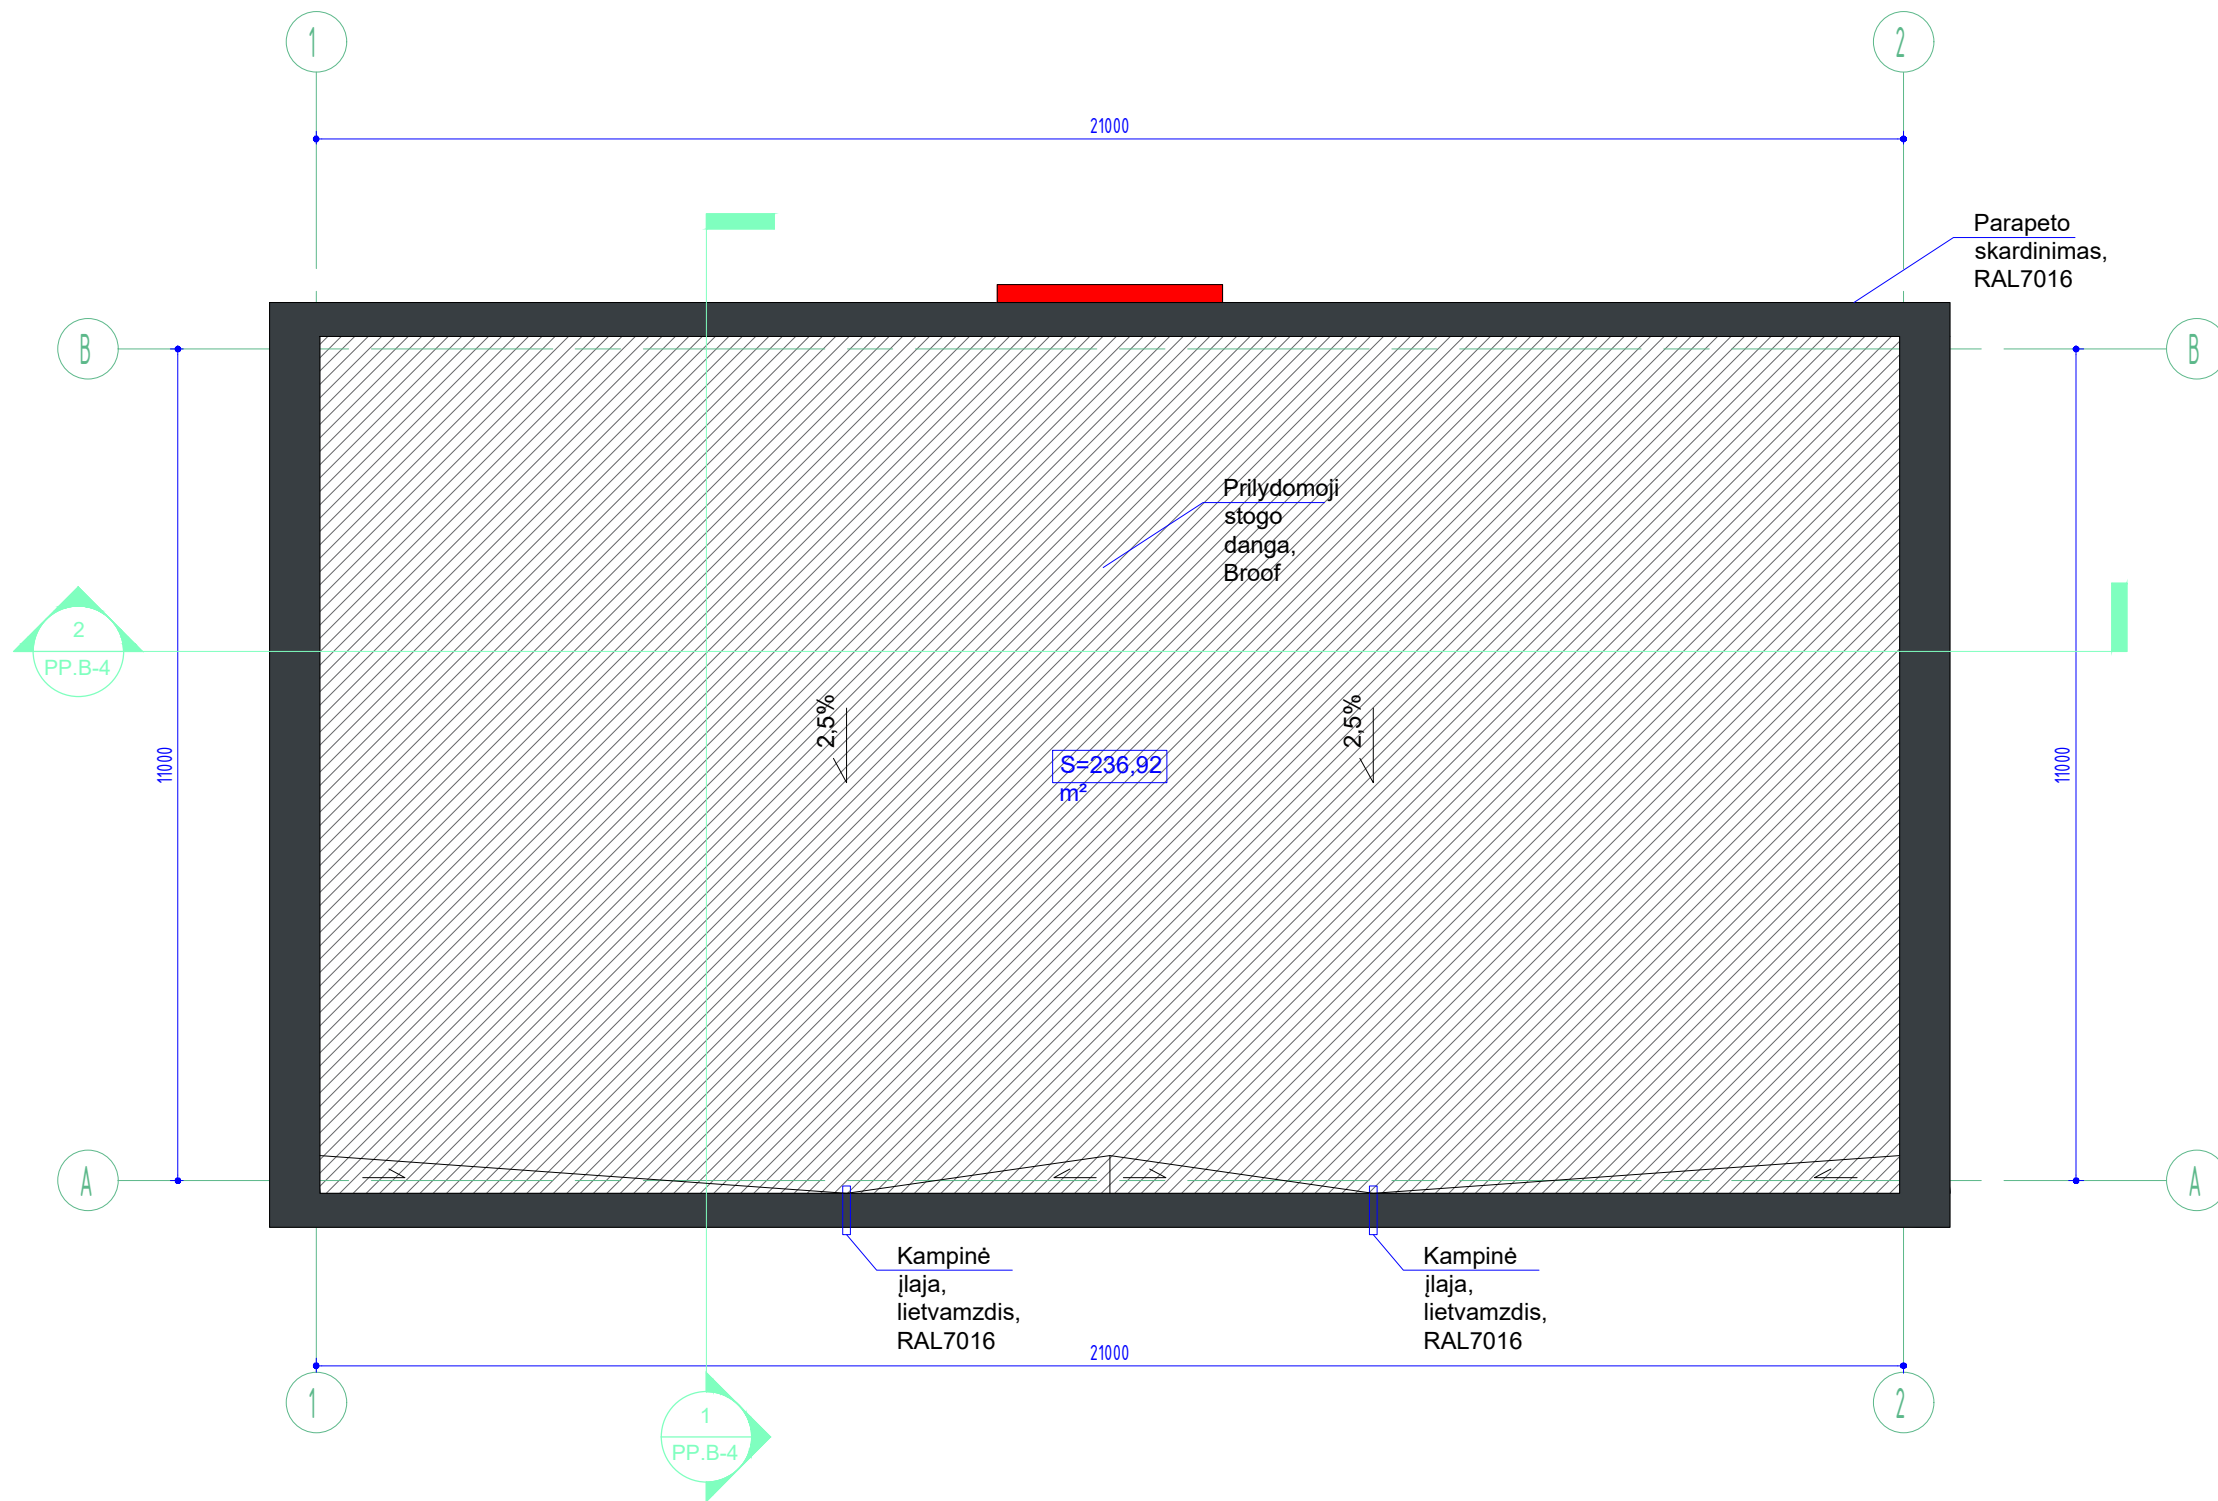 1
2
21000
Parapeto
skardinimas,
RAL7016
B
B
Prilydomoji
stogo
danga,
Broof
2
PP.B-4
2,5%
2,5%
11000
S=236,92
m²
11000
A
A
Kampinė
įlaja,
lietvamzdis,
RAL7016
Kampinė
įlaja,
lietvamzdis,
RAL7016
21000
1
2
1
PP.B-4